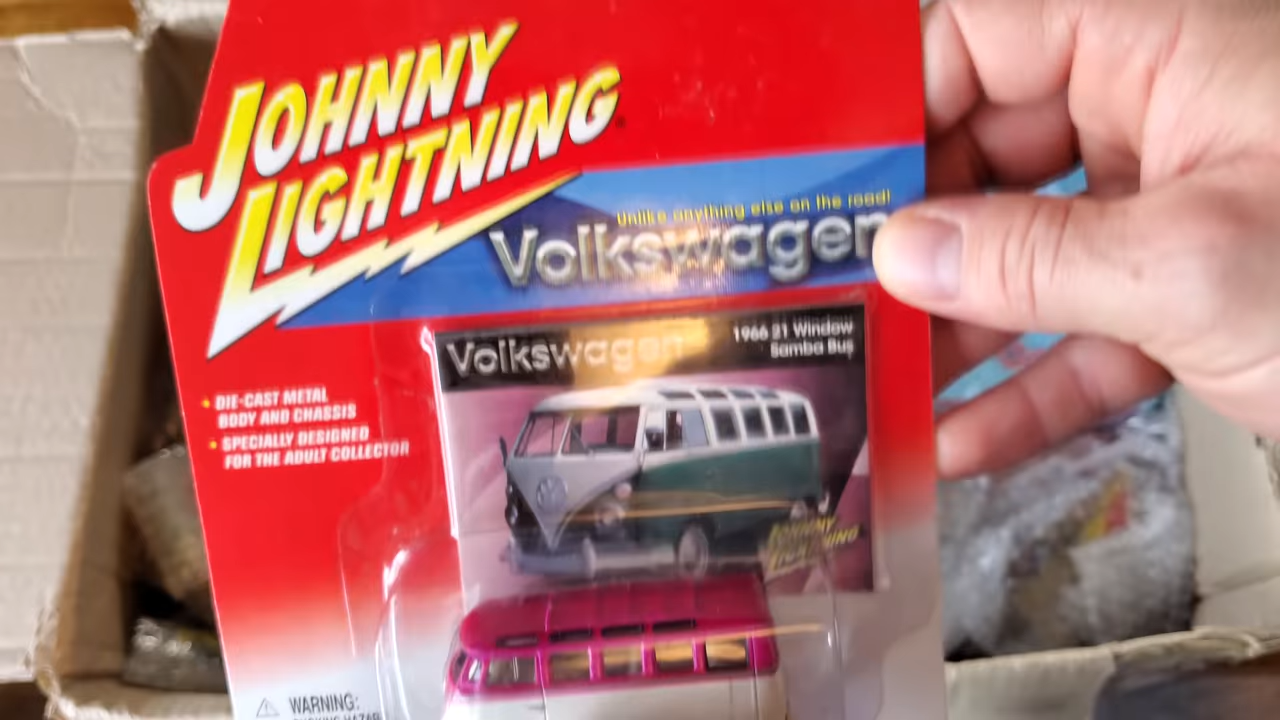 JOHNNY
LIGHTNING
Unlike anything else on the road!
Volkswagen
Volkswagen
1966 21 Window
Samba Bus
• DIE-CAST METAL
BODY AND CHASSIS
• SPECIALLY DESIGNED
FOR THE ADULT COLLECTOR
JOHNNY
LIGHTNING
WARNING: